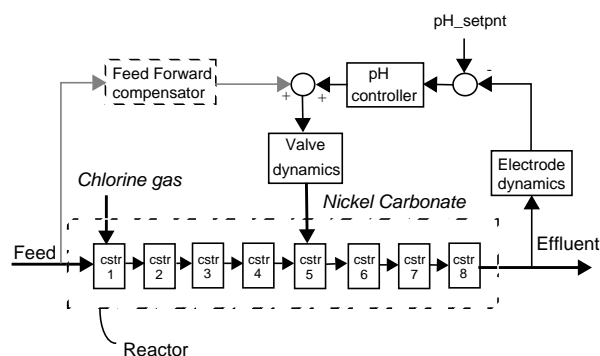 pH_setpnt
Feed Forward
compensator
pH
controller
-
+
+
Valve
dynamics
Electrode
dynamics
Chlorine gas
Nickel Carbonate
Feed
Effluent
cstr
1
cstr
2
cstr
3
cstr
4
cstr
5
cstr
6
cstr
7
cstr
8
Reactor